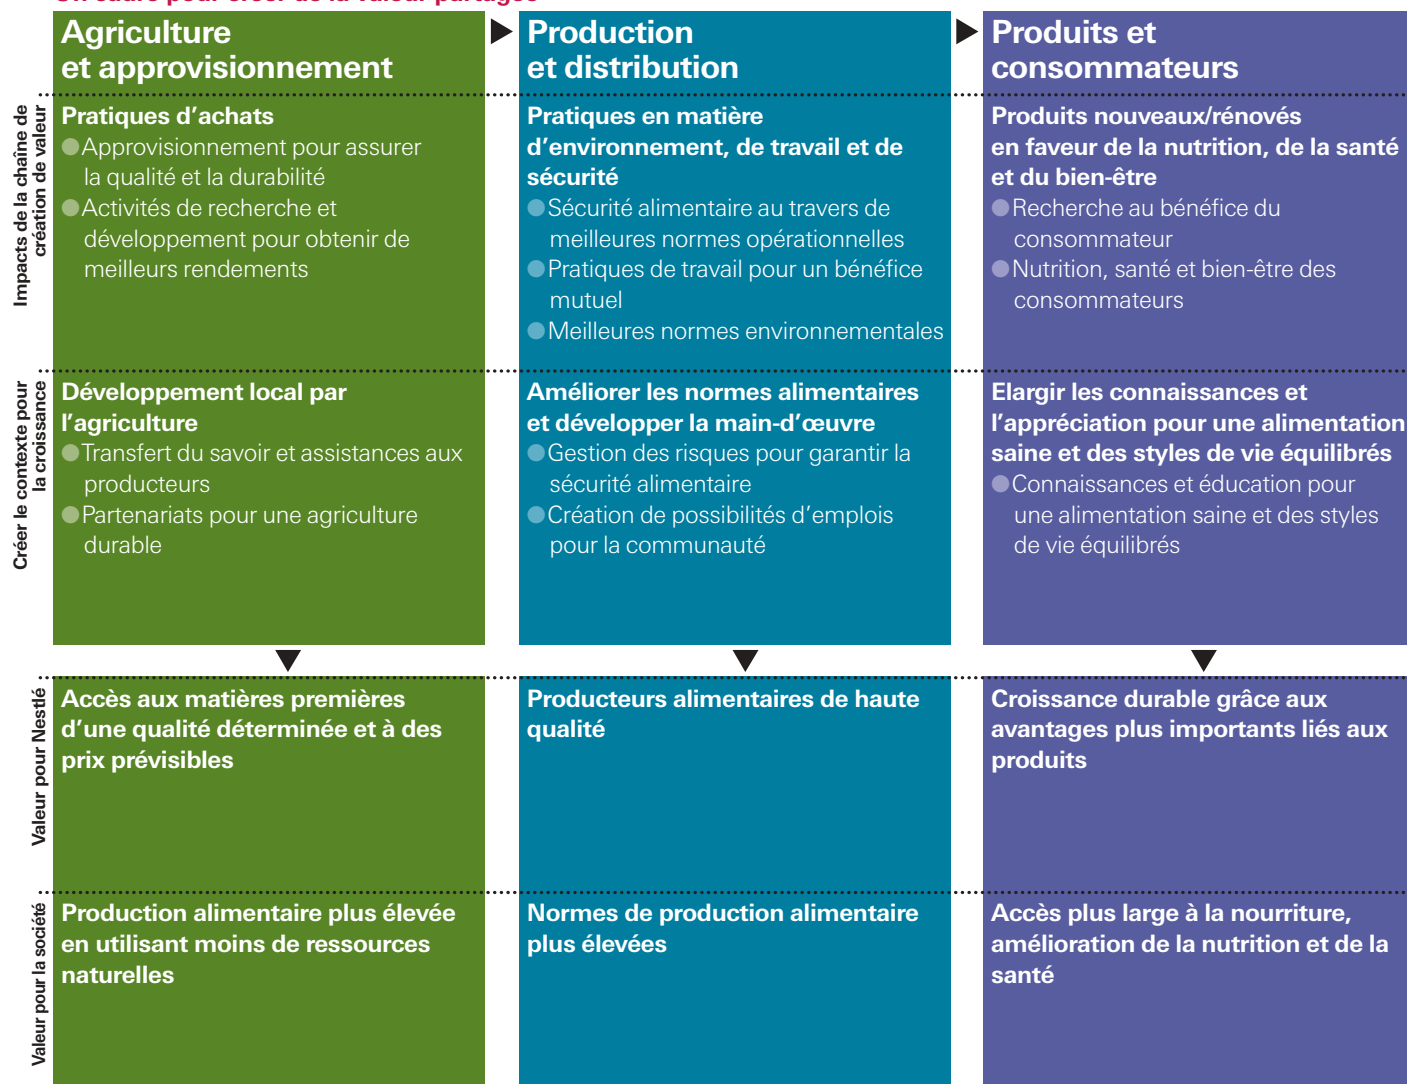 Un cadre pour créer de la valeur partagée
Agriculture
et approvisionnement
Production
et distribution
Produits et
consommateurs
Impacts de la chaîne de
création de valeur
Pratiques d'achats
Approvisionnement pour assurer
la qualité et la durabilité
Activités de recherche et
développement pour obtenir de
meilleurs rendements
Pratiques en matière
d'environnement, de travail et de
sécurité
Sécurité alimentaire au travers de
meilleures normes opérationnelles
Pratiques de travail pour un bénéfice
mutuel
Meilleures normes environnementales
Produits nouveaux/rénovés
en faveur de la nutrition, de la santé
et du bien-être
Recherche au bénéfice du
consommateur
Nutrition, santé et bien-être des
consommateurs
Créer le contexte pour
la croissance
Développement local par
l'agriculture
Transfert du savoir et assistances aux
producteurs
Partenariats pour une agriculture
durable
Améliorer les normes alimentaires
et développer la main-d'œuvre
Gestion des risques pour garantir la
sécurité alimentaire
Création de possibilités d'emplois
pour la communauté
Elargir les connaissances et
l'appréciation pour une alimentation
saine et des styles de vie équilibrés
Connaissances et éducation pour
une alimentation saine et des styles
de vie équilibrés
Valeur pour Nestlé
Accès aux matières premières
d'une qualité déterminée et à des
prix prévisibles
Producteurs alimentaires de haute
qualité
Croissance durable grâce aux
avantages plus importants liés aux
produits
Valeur pour la société
Production alimentaire plus élevée
en utilisant moins de ressources
naturelles
Normes de production alimentaire
plus élevées
Accès plus large à la nourriture,
amélioration de la nutrition et de la
santé